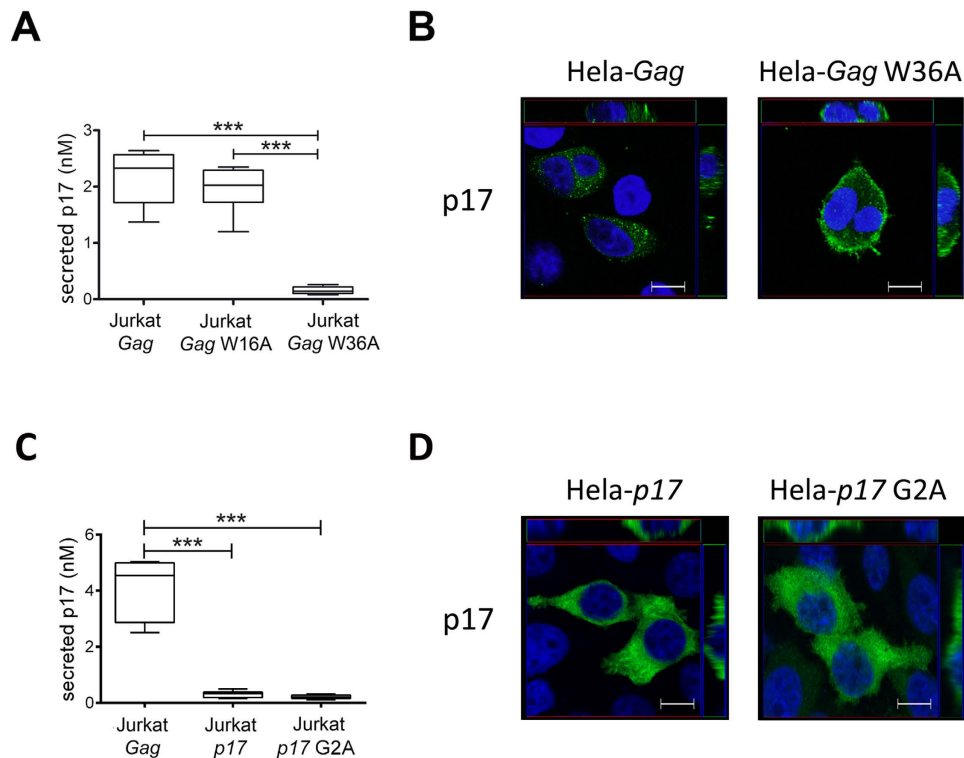 A
secreted p17 (nM)
3
2
1
0
***
***
Jurkat
Gag
Jurkat
Gag W16A
Jurkat
Gag W36A
B
Hela-Gag
Hela-Gag W36A
p17
C
secreted p17 (nM)
6
4
2
0
***
***
Jurkat
Gag
Jurkat
p17
Jurkat
p17 G2A
D
Hela-p17
Hela-p17 G2A
p17